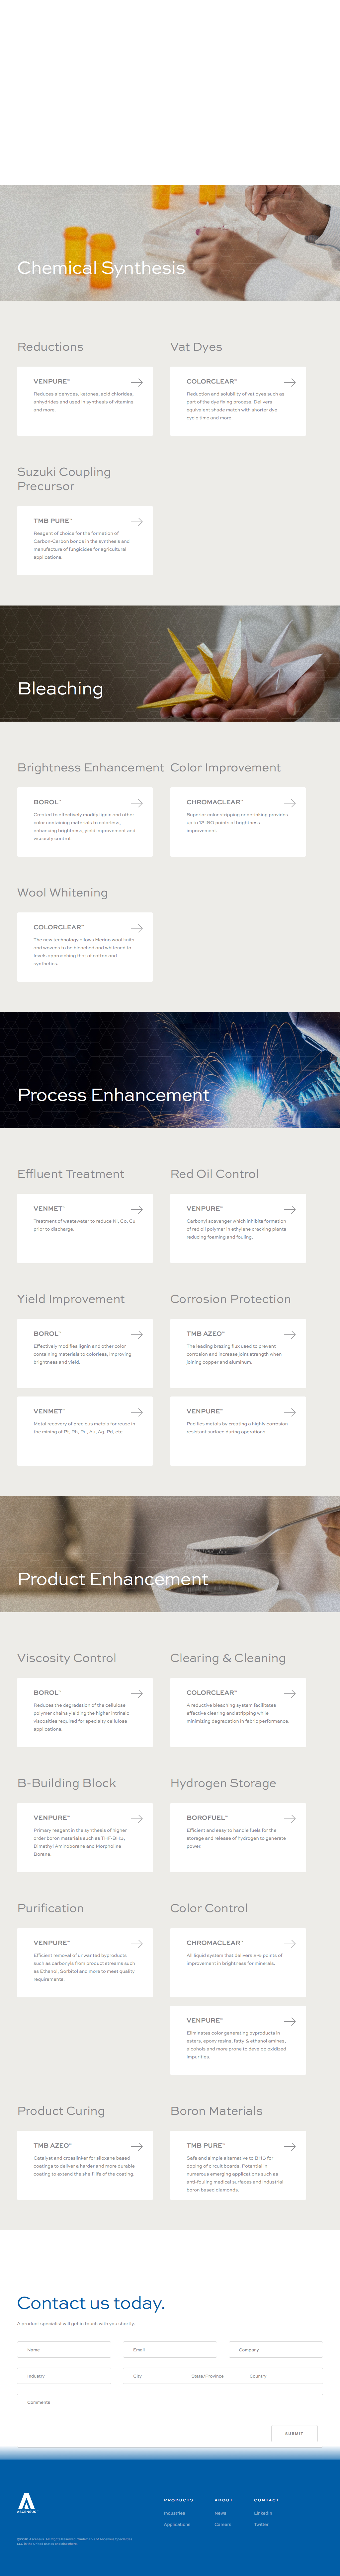 Chemical Synthesis
Reductions
VENPURE™
Reduces aldehydes, ketones, acid chlorides,
anhydrides and used in synthesis of vitamins
and more.
Vat Dyes
COLORCLEAR™
Reduction and solubility of vat dyes such as
part of the dye fixing process. Delivers
equivalent shade match with shorter dye
cycle time and more.
Suzuki Coupling
Precursor
TMB PURE™
Reagent of choice for the formation of
Carbon-Carbon bonds in the synthesis and
manufacture of fungicides for agricultural
applications.
Bleaching
Brightness Enhancement
BOROL™
Created to effectively modify lignin and other
color containing materials to colorless,
enhancing brightness, yield improvement and
viscosity control.
Color Improvement
CHROMACLEAR™
Superior color stripping or de-inking provides
up to 12 ISO points of brightness
improvement.
Wool Whitening
COLORCLEAR™
The new technology allows Merino wool knits
and wovens to be bleached and whitened to
levels approaching that of cotton and
synthetics.
Process Enhancement
Effluent Treatment
VENMET™
Treatment of wastewater to reduce Ni, Co, Cu
prior to discharge.
Red Oil Control
VENPURE™
Carbonyl scavenger which inhibits formation
of red oil polymer in ethylene cracking plants
reducing foaming and fouling.
Yield Improvement
BOROL™
Effectively modifies lignin and other color
containing materials to colorless, improving
brightness and yield.
VENMET™
Metal recovery of precious metals for reuse in
the mining of Pt, Rh, Ru, Au, Ag, Pd, etc.
Corrosion Protection
TMB AZEO™
The leading brazing flux used to prevent
corrosion and increase joint strength when
joining copper and aluminum.
VENPURE™
Pacifies metals by creating a highly corrosion
resistant surface during operations.
Product Enhancement
Viscosity Control
BOROL™
Reduces the degredation of the cellulose
polymer chains yielding the higher intrinsic
viscosities required for specialty cellulose
applications.
Clearing & Cleaning
COLORCLEAR™
A reductive bleaching system facilitates
effective clearing and stripping while
minimizing degradation in fabric performance.
B-Building Block
VENPURE™
Primary reagent in the synthesis of higher
order boron materials such as THF-BH3,
Dimethyl Aminoborane and Morpholine
Borane.
Hydrogen Storage
BOROFUEL™
Efficient and easy to handle fuels for the
storage and release of hydrogen to generate
power.
Purification
VENPURE™
Efficient removal of unwanted byproducts
such as carbonyls from product streams such
as Ethanol, Sorbitol and more to meet quality
requirements.
Color Control
CHROMACLEAR™
All liquid system that delivers 2-8 points of
improvement in brightness for minerals.
VENPURE™
Eliminates color generating byproducts in
esters, epoxy resins, fatty & ethanol amines,
alcohols and more prone to develop oxidized
impurities.
Product Curing
TMB AZEO™
Catalyst and crosslinker for siloxane based
coatings to deliver a harder and more durable
coating to extend the shelf life of the coating.
Boron Materials
TMB PURE™
Safe and simple alternative to BH3 for
doping of circuit boards. Potential in
numerous emerging applications such as
anti-fouling medical surfaces and industrial
boron based diamonds.
Contact us today.
A product specialist will get in touch with you shortly.
Name
Email
Company
Industry
City
State/Province
Country
Comments
SUBMIT
ASCENSUS
PRODUCTS
Industries
Applications
ABOUT
News
Careers
CONTACT
LinkedIn
Twitter